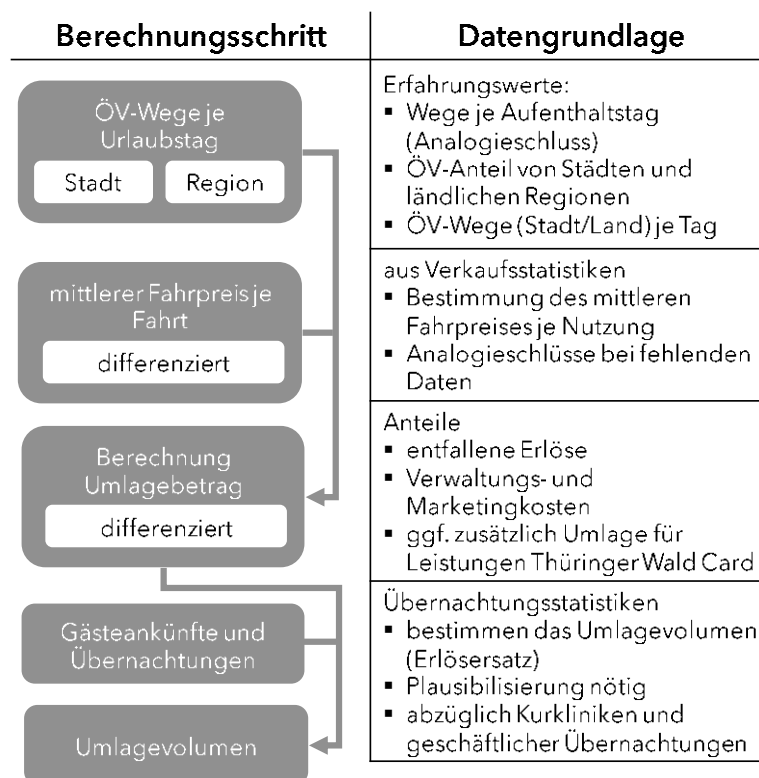 Berechnungsschritt
Datengrundlage
ÖV-Wege je
Urlaubstag
Stadt
Region
Erfahrungswerte:
▪ Wege je Aufenthaltstag
(Analogieschluss)
▪ ÖV-Anteil von Städten und
ländlichen Regionen
▪ ÖV-Wege (Stadt/Land) je Tag
mittlerer Fahrpreis je
Fahrt
differenziert
aus Verkaufsstatistiken
▪ Bestimmung des mittleren
Fahrpreises je Nutzung
▪ Analogieschlüsse bei fehlenden
Daten
Berechnung
Umlagebetrag
differenziert
Anteile
▪ entfallene Erlöse
▪ Verwaltungs- und
Marketingkosten
▪ ggf. zusätzlich Umlage für
Leistungen Thüringer Wald Card
Gästeankünfte und
Übernachtungen
Umlagevolumen
Übernachtungsstatistiken
▪ bestimmen das Umlagevolumen
(Erlösersatz)
▪ Plausibilisierung nötig
▪ abzüglich Kurkliniken und
geschäftlicher Übernachtungen